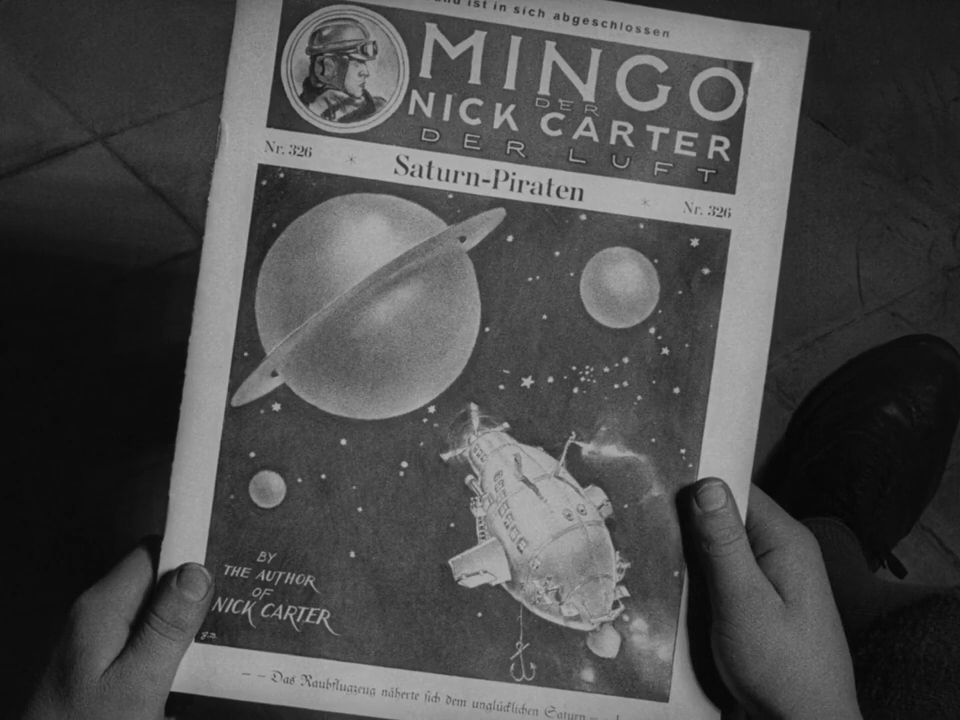 und ist in sich abgeschlossen
MINGO
DER
NICK CARTER
DER LUFT
Nr. 326 * Saturn-Piraten * Nr. 326
BY
THE AUTHOR
OF
NICK CARTER
— – Das Raubflugzeug näherte sich dem unglücklichen Saturn –